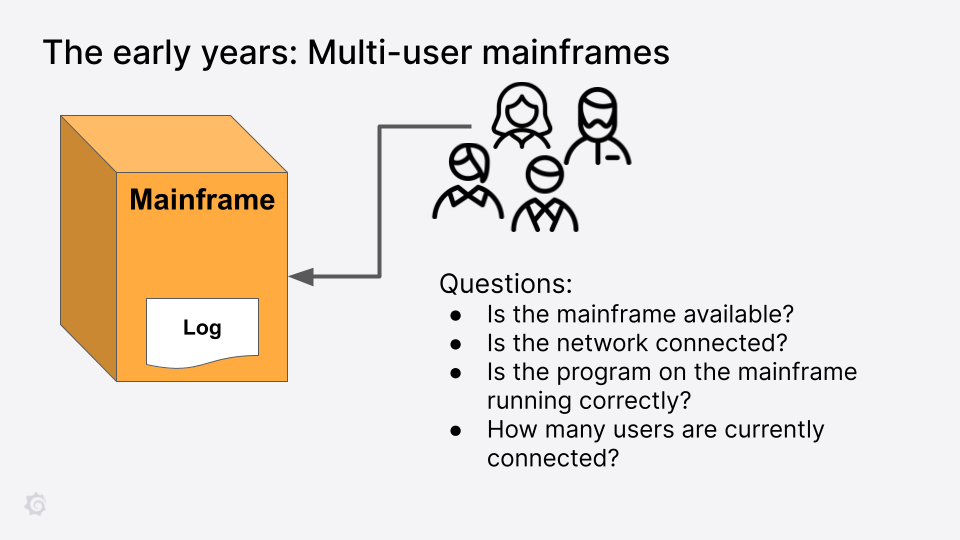 The early years: Multi-user mainframes
Mainframe
Log
Questions:
● Is the mainframe available?
● Is the network connected?
● Is the program on the mainframe
running correctly?
● How many users are currently
connected?